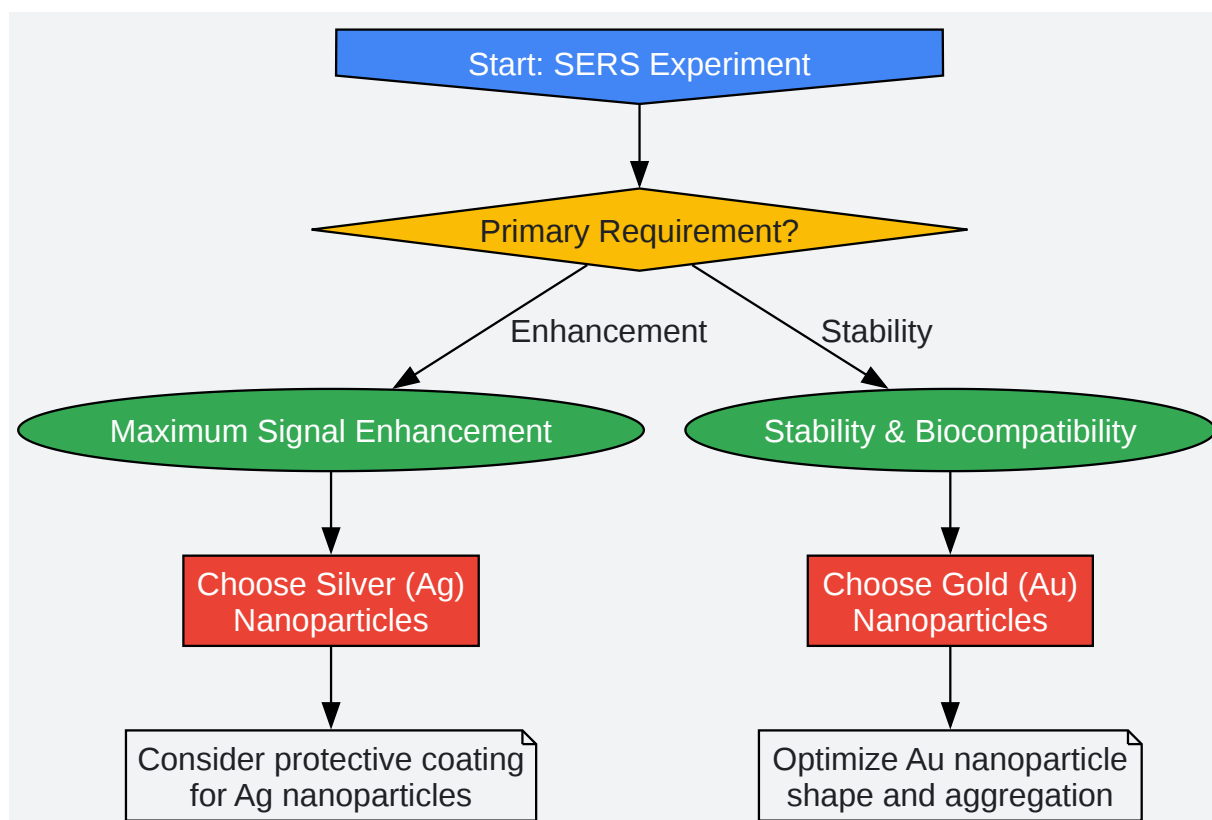 Start: SERS Experiment
Primary Requirement?
Enhancement
Stability
Maximum Signal Enhancement
Stability & Biocompatibility
Choose Silver (Ag)
Nanoparticles
Choose Gold (Au)
Nanoparticles
Consider protective coating
for Ag nanoparticles
Optimize Au nanoparticle
shape and aggregation